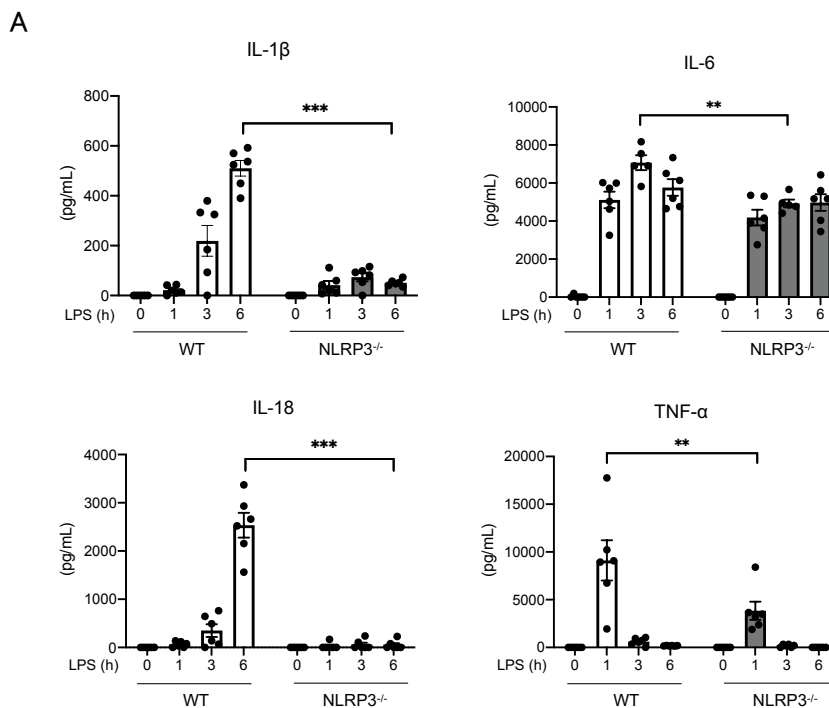 A
IL-1β
800
600
400
200
0
(pg/mL)
***
LPS (h)
0 1 3 6 0 1 3 6
WT NLRP3-/-
IL-6
10000
8000
6000
4000
2000
0
(pg/mL)
**
LPS (h)
0 1 3 6 0 1 3 6
WT NLRP3-/-
IL-18
4000
3000
2000
1000
0
(pg/mL)
***
LPS (h)
0 1 3 6 0 1 3 6
WT NLRP3-/-
TNF-α
20000
15000
10000
5000
0
(pg/mL)
**
LPS (h)
0 1 3 6 0 1 3 6
WT NLRP3-/-